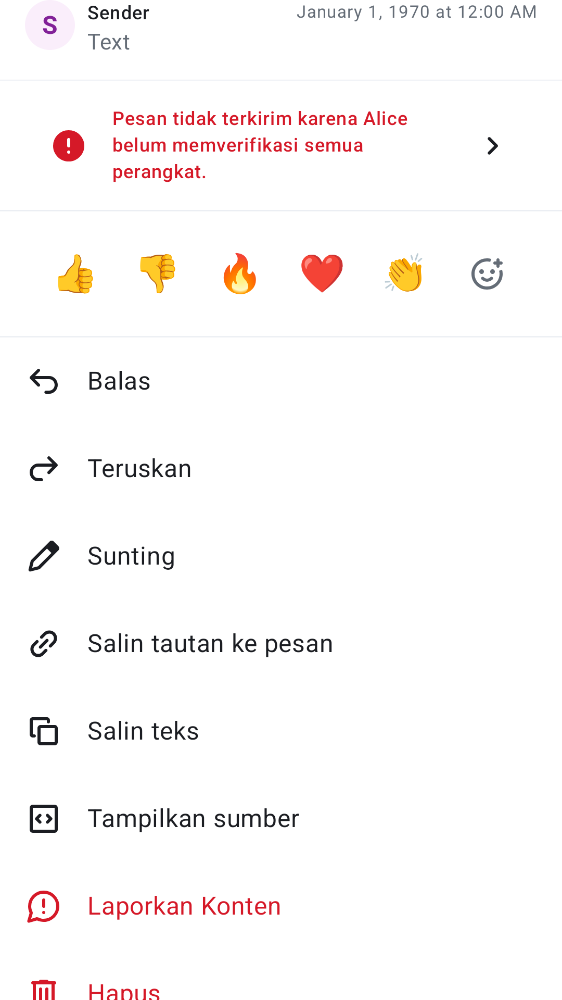 S
Sender
January 1, 1970 at 12:00 AM
Text
Pesan tidak terkirim karena Alice
belum memverifikasi semua
perangkat.
Balas
Teruskan
Sunting
Salin tautan ke pesan
Salin teks
Tampilkan sumber
Laporkan Konten
Hapus